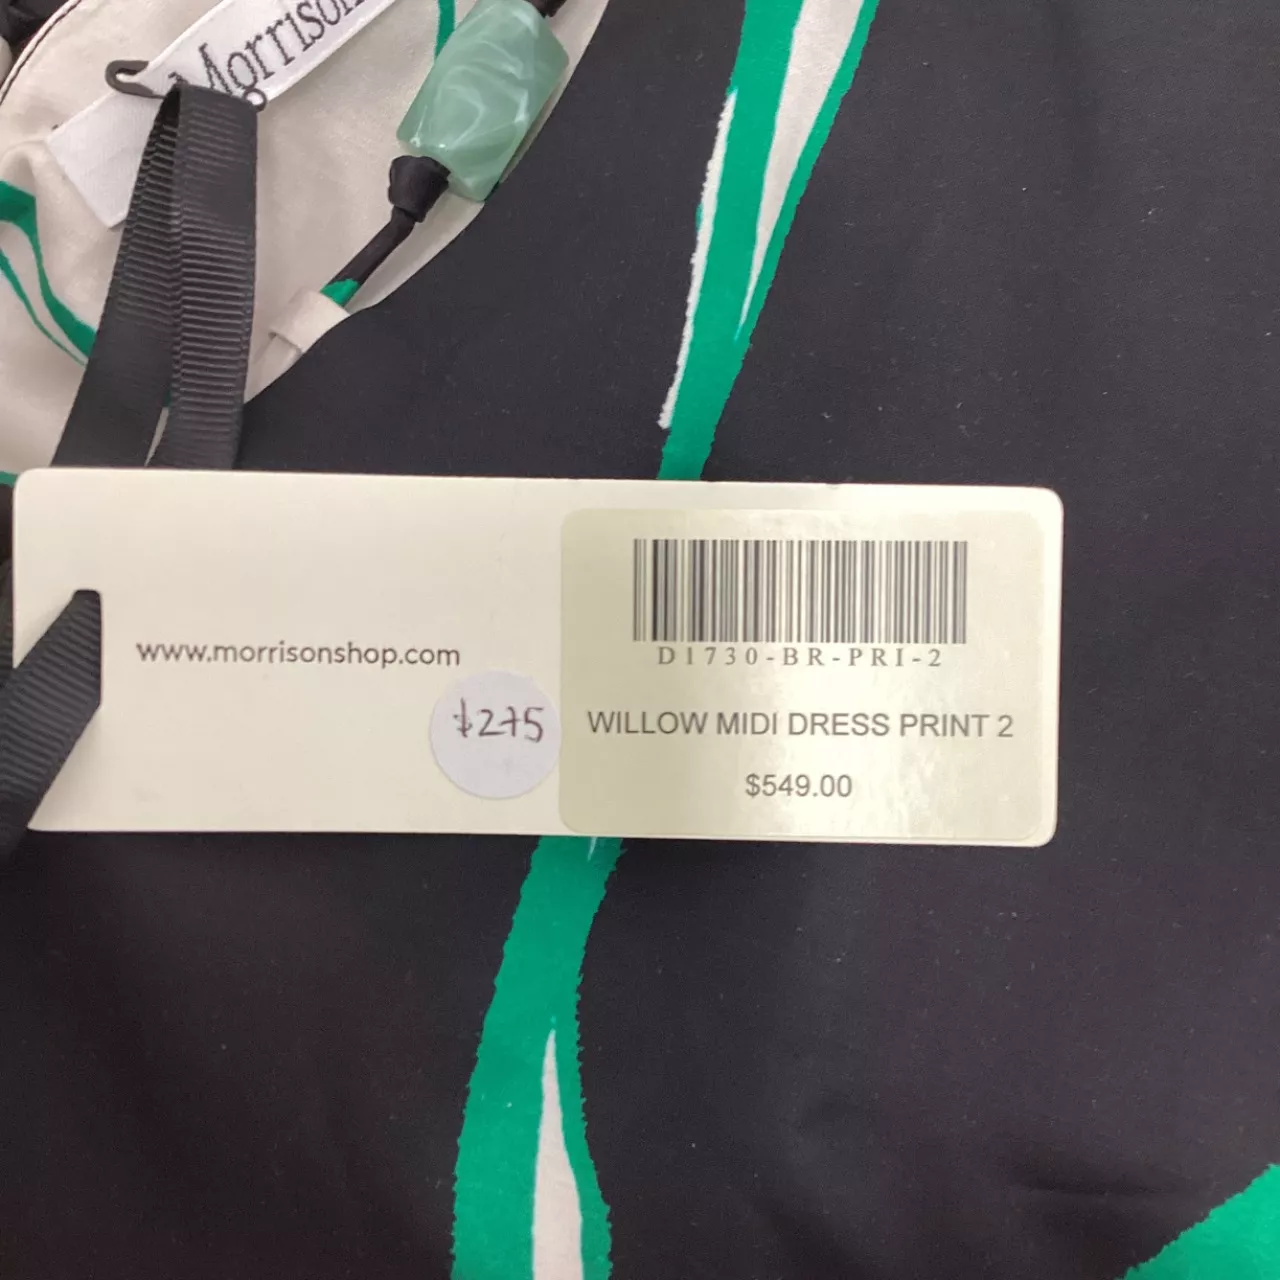 Morrison
www.morrisonshop.com
$275
D1730-BR-PRI-2
WILLOW MIDI DRESS PRINT 2
$549.00